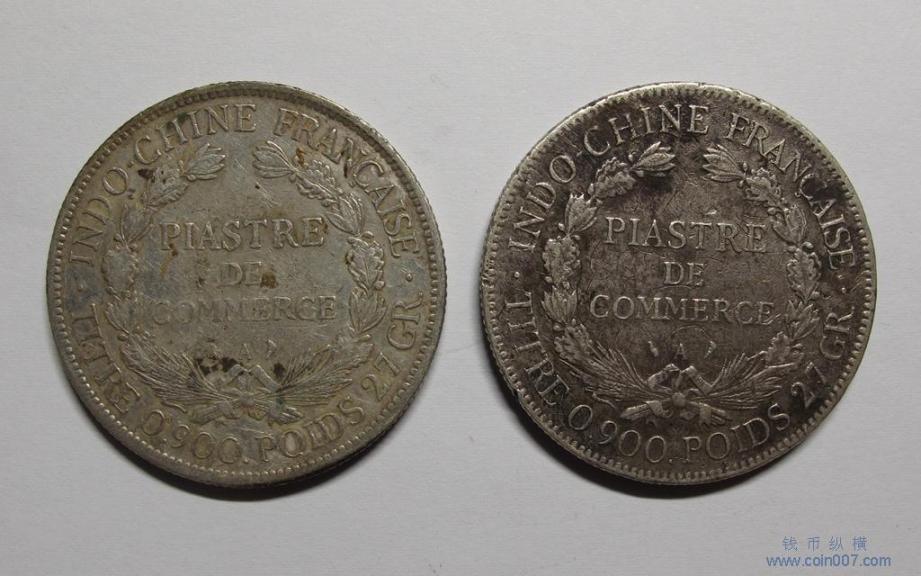 INDO-CHINE FRANÇAISE
PIASTRE
DE
COMMERCE
A
TITRE 0.900. POIDS 27 GR.
INDO-CHINE FRANÇAISE
PIASTRE
DE
COMMERCE
A
TITRE 0.900. POIDS 27 GR.
钱币纵横
www.coin007.com